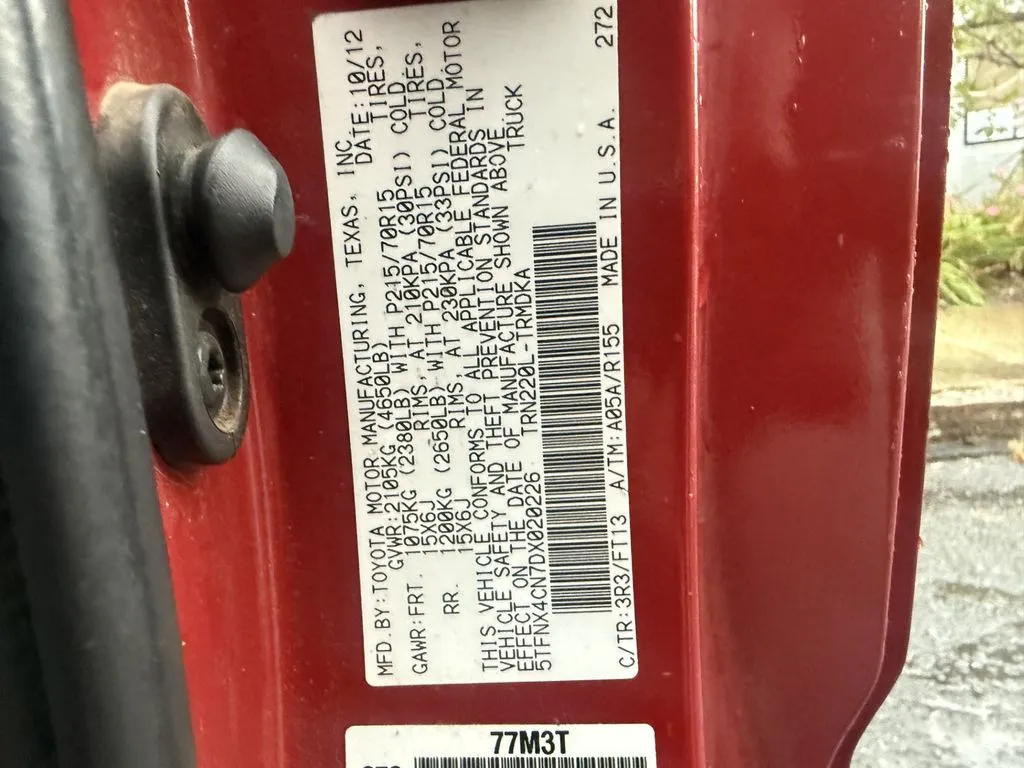 MFD.BY:TOYOTA MOTOR MANUFACTURING, TEXAS, INC.
GVWR:2109KG (4650LB) DATE:10/12
GAWR:FRT. 1075KG (2380LB) WITH P215/70R15 TIRES,
15X6J RIMS, AT 210KPA (30PSI) COLD
RR. 1200KG (2650LB) WITH P215/70R15 TIRES,
15X6J RIMS AT 230KPA (33PSI) COLD
THIS VEHICLE CONFORMS TO ALL APPLICABLE FEDERAL MOTOR
VEHICLE SAFETY AND THEFT PREVENTION STANDARDS IN
EFFECT ON THE DATE OF MANUFACTURE SHOWN ABOVE.
5TFNX4CN7DX020226 TRN220L-TRMDKA TRUCK
C/TR:3R3/FT13 A/TM:A05A/R155 MADE IN U.S.A. 272
77M3T